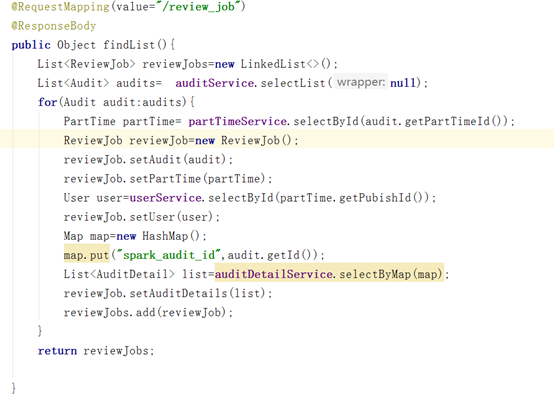 @RequestMapping(value="/review_job")
@ResponseBody
public Object findList(){
List<ReviewJob> reviewJobs=new LinkedList<>();
List<Audit> audits= auditService.selectList( wrapper: null);
for(Audit audit:audits){
PartTime partTime= partTimeService.selectById(audit.getPartTimeId());
ReviewJob reviewJob=new ReviewJob();
reviewJob.setAudit(audit);
reviewJob.setPartTime(partTime);
User user=userService.selectById(partTime.getPubishId());
reviewJob.setUser(user);
Map map=new HashMap();
map.put("spark_audit_id",audit.getId());
List<AuditDetail> list=auditDetailService.selectByMap(map);
reviewJob.setAuditDetails(list);
reviewJobs.add(reviewJob);
}
return reviewJobs;
}